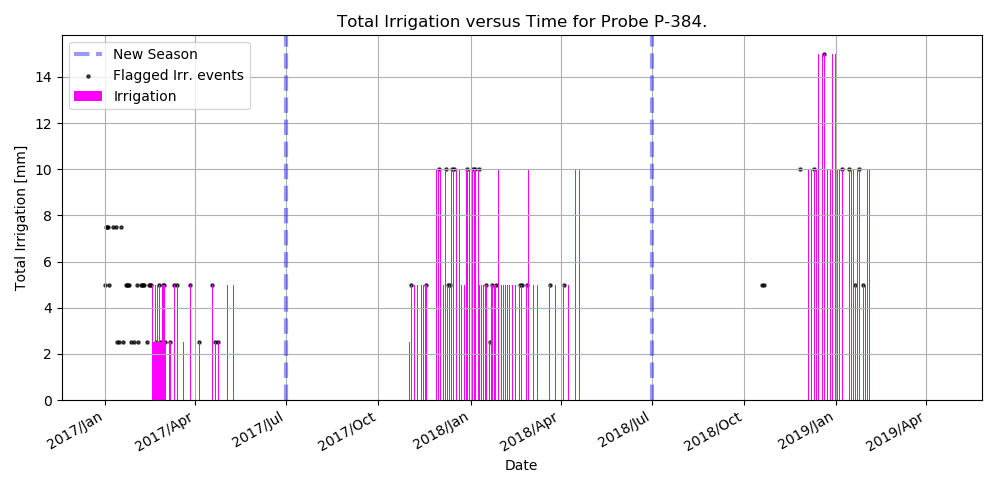 Total Irrigation versus Time for Probe P-384.
New Season
Flagged Irr. events
Irrigation
Total Irrigation [mm]
14
12
10
8
6
4
2
0
2017/Jan
2017/Apr
2017/Jul
2017/Oct
2018/Jan
2018/Apr
2018/Jul
2018/Oct
2019/Jan
2019/Apr
Date